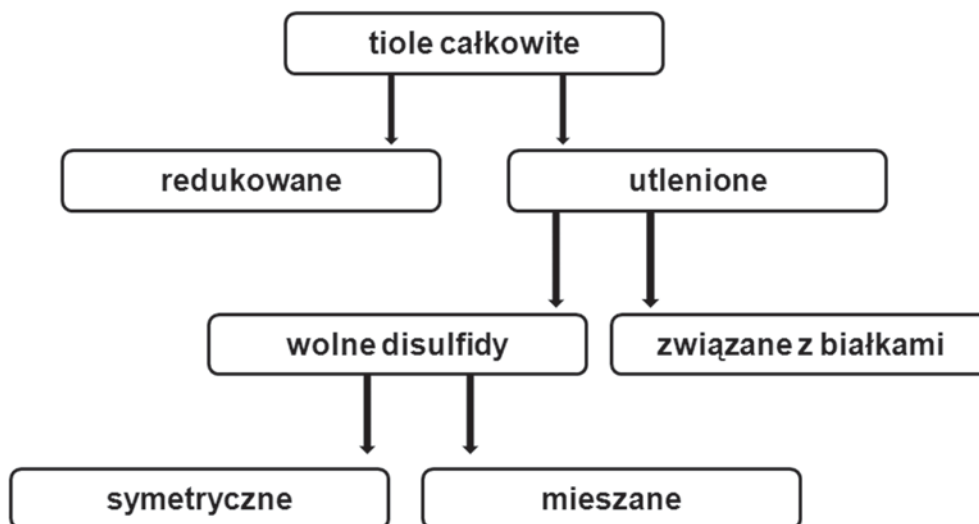 tiole całkowite
redukowane
utlenione
wolne disulfidy
związane z białkami
symetryczne
mieszane